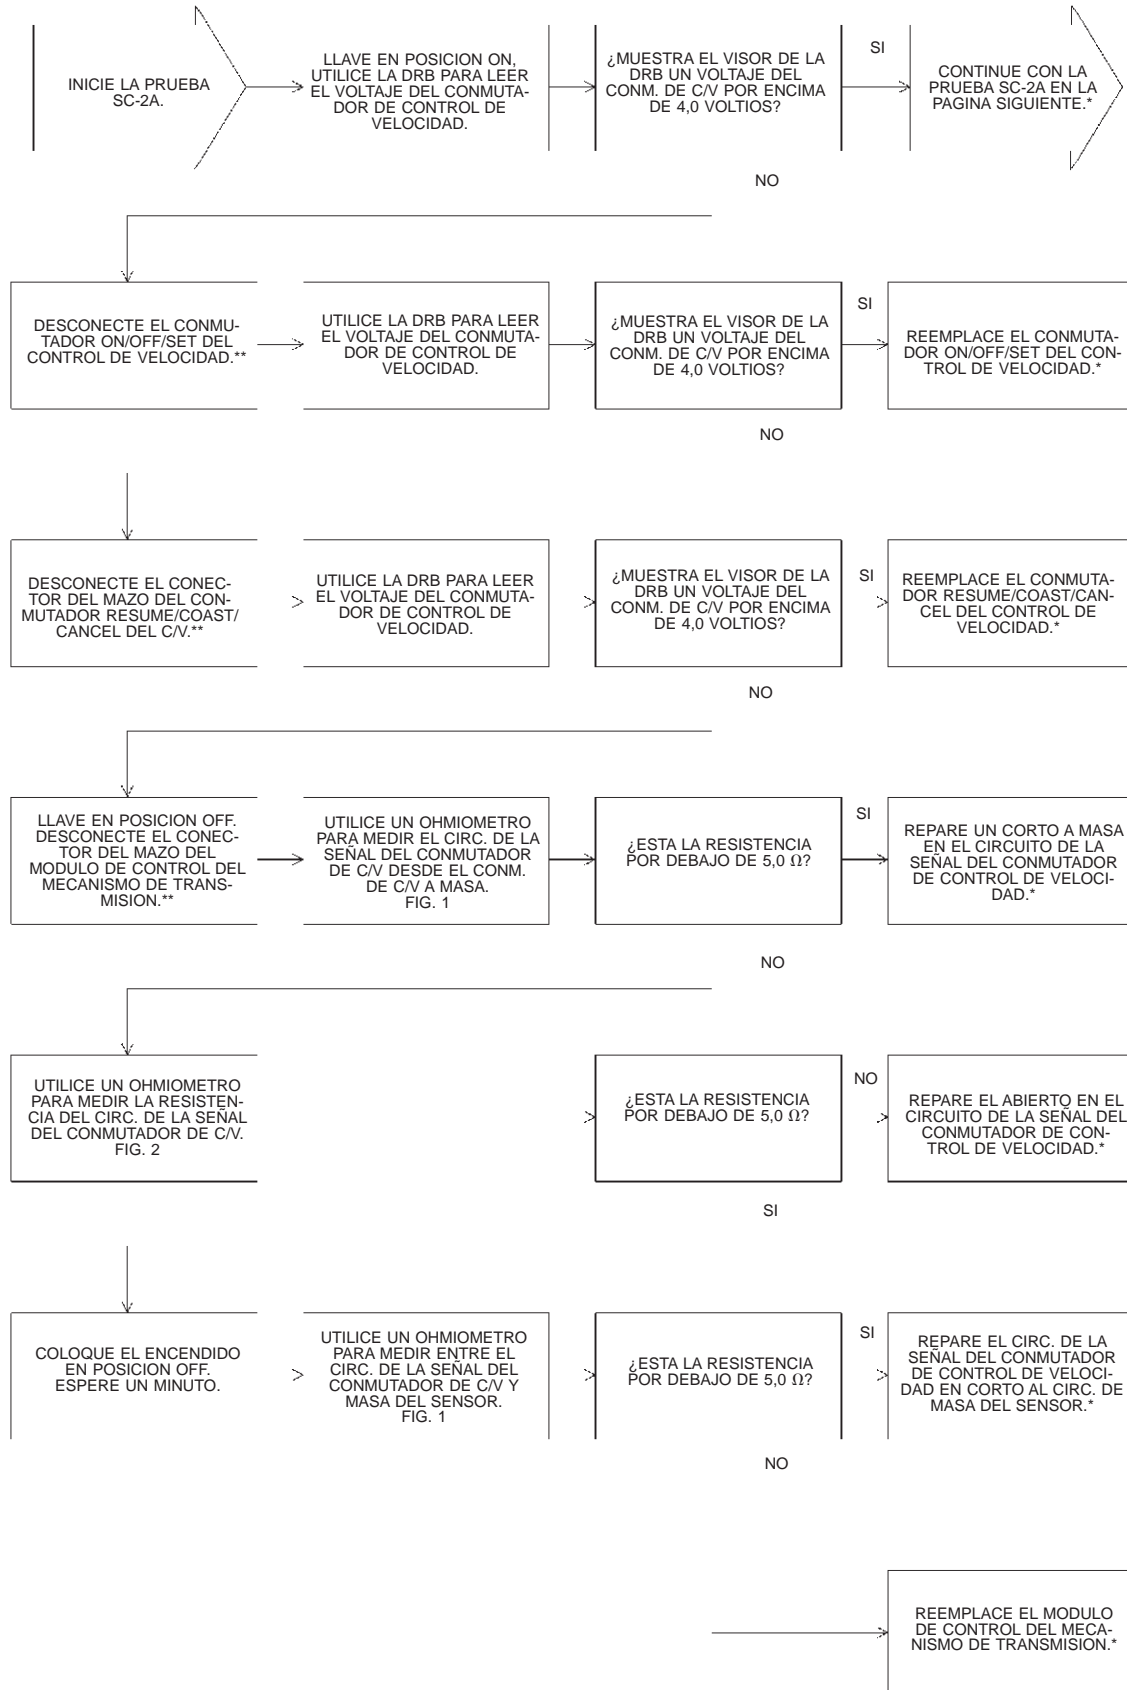 INICIE LA PRUEBA
SC-2A.
LLAVE EN POSICION ON,
UTILICE LA DRB PARA LEER
EL VOLTAJE DEL CONMUTA-
DOR DE CONTROL DE
VELOCIDAD.
¿MUESTRA EL VISOR DE LA
DRB UN VOLTAJE DEL
CONM. DE C/V POR ENCIMA
DE 4,0 VOLTIOS?
SI
CONTINUE CON LA
PRUEBA SC-2A EN LA
PAGINA SIGUIENTE.*
NO
DESCONECTE EL CONMU-
TADOR ON/OFF/SET DEL
CONTROL DE VELOCIDAD.**
UTILICE LA DRB PARA LEER
EL VOLTAJE DEL CONMUTA-
DOR DE CONTROL DE
VELOCIDAD.
¿MUESTRA EL VISOR DE LA
DRB UN VOLTAJE DEL
CONM. DE C/V POR ENCIMA
DE 4,0 VOLTIOS?
SI
REEMPLACE EL CONMUTA-
DOR ON/OFF/SET DEL CON-
TROL DE VELOCIDAD.*
NO
DESCONECTE EL CONEC-
TOR DEL MAZO DEL CON-
MUTADOR RESUME/COAST/
CANCEL DEL C/V.**
UTILICE LA DRB PARA LEER
EL VOLTAJE DEL CONMUTA-
DOR DE CONTROL DE
VELOCIDAD.
¿MUESTRA EL VISOR DE LA
DRB UN VOLTAJE DEL
CONM. DE C/V POR ENCIMA
DE 4,0 VOLTIOS?
SI
REEMPLACE EL CONMUTA-
DOR RESUME/COAST/CAN-
CEL DEL CONTROL DE
VELOCIDAD.*
NO
LLAVE EN POSICION OFF.
DESCONECTE EL CONEC-
TOR DEL MAZO DEL
MODULO DE CONTROL DEL
MECANISMO DE TRANS-
MISION.**
UTILICE UN OHMIOMETRO
PARA MEDIR EL CIRC. DE LA
SEÑAL DEL CONMUTADOR
DE C/V DESDE EL CONM.
DE C/V A MASA.
FIG. 1
¿ESTA LA RESISTENCIA
POR DEBAJO DE 5,0 Ω?
SI
REPARE UN CORTO A MASA
EN EL CIRCUITO DE LA
SEÑAL DEL CONMUTADOR
DE CONTROL DE VELOCI-
DAD.*
NO
UTILICE UN OHMIOMETRO
PARA MEDIR LA RESISTEN-
CIA DEL CIRC. DE LA SEÑAL
DEL CONMUTADOR DE C/V.
FIG. 2
¿ESTA LA RESISTENCIA
POR DEBAJO DE 5,0 Ω?
NO
REPARE EL ABIERTO EN EL
CIRCUITO DE LA SEÑAL DEL
CONMUTADOR DE CON-
TROL DE VELOCIDAD.*
SI
COLOQUE EL ENCENDIDO
EN POSICION OFF.
ESPERE UN MINUTO.
UTILICE UN OHMIOMETRO
PARA MEDIR ENTRE EL
CIRC. DE LA SEÑAL DEL
CONMUTADOR DE C/V Y
MASA DEL SENSOR.
FIG. 1
¿ESTA LA RESISTENCIA
POR DEBAJO DE 5,0 Ω?
SI
REPARE EL CIRC. DE LA
SEÑAL DEL CONMUTADOR
DE CONTROL DE VELOCI-
DAD EN CORTO AL CIRC. DE
MASA DEL SENSOR.*
NO
REEMPLACE EL MODULO
DE CONTROL DEL MECA-
NISMO DE TRANSMISION.*